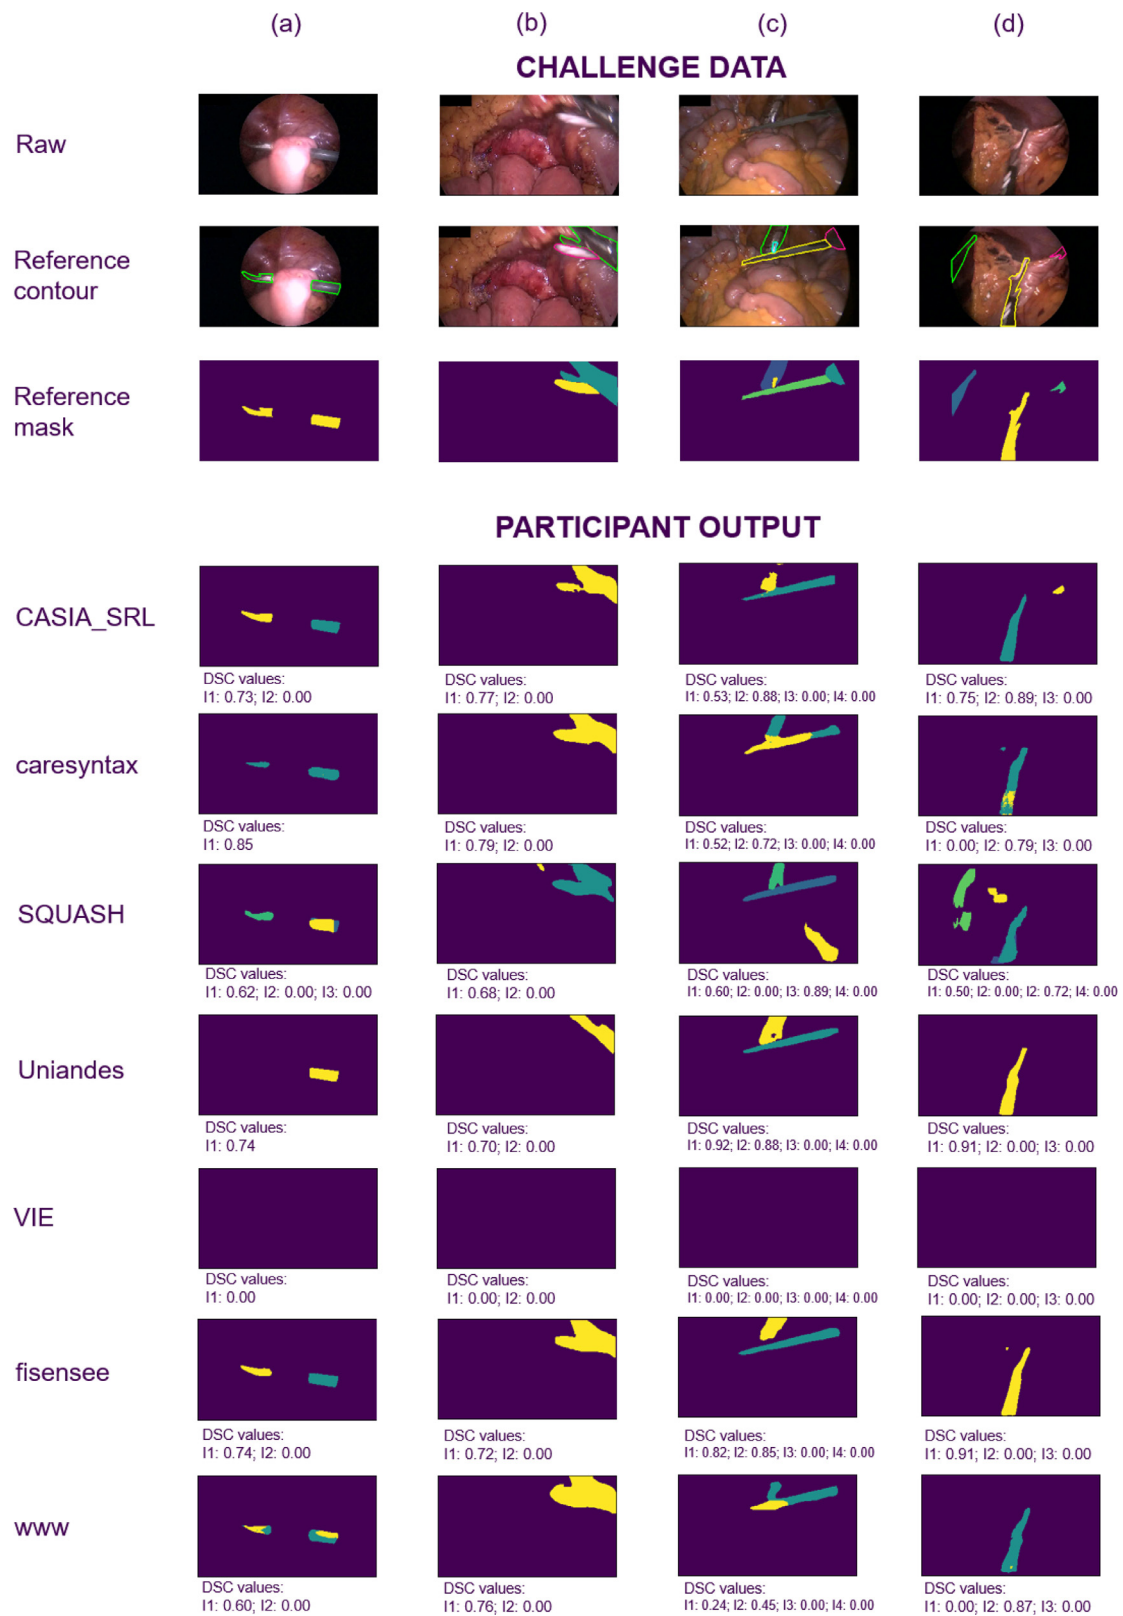 (a) (b) (c) (d)
CHALLENGE DATA
Raw
Reference
contour
Reference
mask
PARTICIPANT OUTPUT
CASIA_SRL
DSC values:
I1: 0.73; I2: 0.00
DSC values:
I1: 0.77; I2: 0.00
DSC values:
I1: 0.53; I2: 0.88; I3: 0.00; I4: 0.00
DSC values:
I1: 0.75; I2: 0.89; I3: 0.00
caresyntax
DSC values:
I1: 0.85
DSC values:
I1: 0.79; I2: 0.00
DSC values:
I1: 0.52; I2: 0.72; I3: 0.00; I4: 0.00
DSC values:
I1: 0.00; I2: 0.79; I3: 0.00
SQUASH
DSC values:
I1: 0.62; I2: 0.00; I3: 0.00
DSC values:
I1: 0.68; I2: 0.00
DSC values:
I1: 0.60; I2: 0.00; I3: 0.89; I4: 0.00
DSC values:
I1: 0.50; I2: 0.00; I2: 0.72; I4: 0.00
Uniandes
DSC values:
I1: 0.74
DSC values:
I1: 0.70; I2: 0.00
DSC values:
I1: 0.92; I2: 0.88; I3: 0.00; I4: 0.00
DSC values:
I1: 0.91; I2: 0.00; I3: 0.00
VIE
DSC values:
I1: 0.00
DSC values:
I1: 0.00; I2: 0.00
DSC values:
I1: 0.00; I2: 0.00; I3: 0.00; I4: 0.00
DSC values:
I1: 0.00; I2: 0.00; I3: 0.00
fisensee
DSC values:
I1: 0.74; I2: 0.00
DSC values:
I1: 0.72; I2: 0.00
DSC values:
I1: 0.82; I2: 0.85; I3: 0.00; I4: 0.00
DSC values:
I1: 0.91; I2: 0.00; I3: 0.00
www
DSC values:
I1: 0.60; I2: 0.00
DSC values:
I1: 0.76; I2: 0.00
DSC values:
I1: 0.24; I2: 0.45; I3: 0.00; I4: 0.00
DSC values:
I1: 0.00; I2: 0.87; I3: 0.00